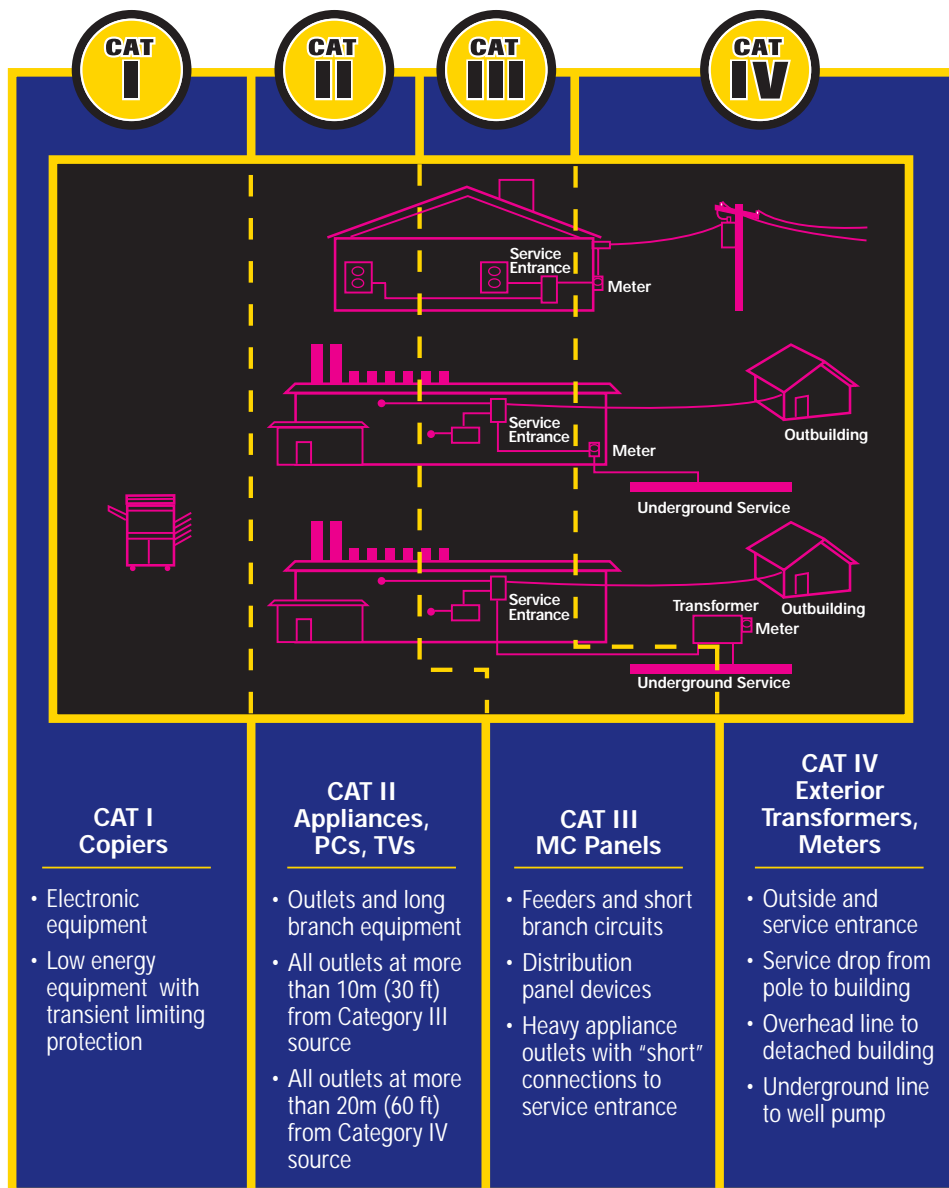 CAT
I
CAT
II
CAT
III
CAT
IV
Service
Entrance
Meter
Service
Entrance
Meter
Outbuilding
Underground Service
Service
Entrance
Transformer
Meter
Outbuilding
Underground Service
CAT I
Copiers
• Electronic
equipment
• Low energy
equipment with
transient limiting
protection
CAT II
Appliances,
PCs, TVs
• Outlets and long
branch equipment
• All outlets at more
than 10m (30 ft)
from Category III
source
• All outlets at more
than 20m (60 ft)
from Category IV
source
CAT III
MC Panels
• Feeders and short
branch circuits
• Distribution
panel devices
• Heavy appliance
outlets with “short”
connections to
service entrance
CAT IV
Exterior
Transformers,
Meters
• Outside and
service entrance
• Service drop from
pole to building
• Overhead line to
detached building
• Underground line
to well pump